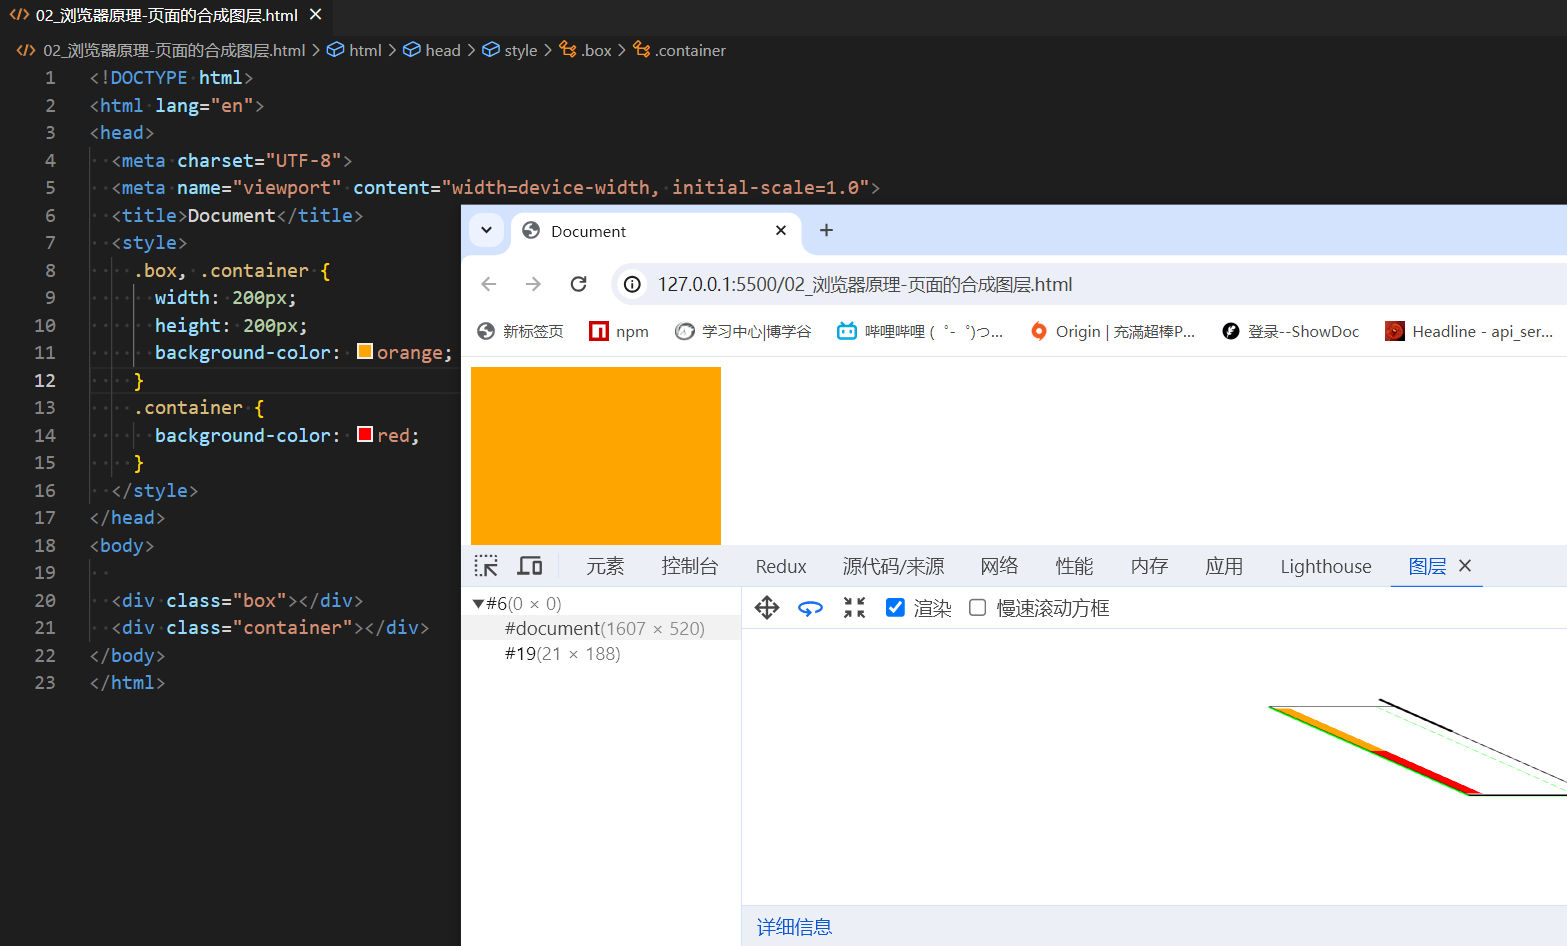 02_浏览器原理-页面的合成图层.html
02_浏览器原理-页面的合成图层.html > html > head > style > .box > .container
1 <!DOCTYPE html>
2 <html lang="en">
3 <head>
4 <meta charset="UTF-8">
5 <meta name="viewport" content="width=device-width, initial-scale=1.0">
6 <title>Document</title>
7 <style>
8 .box, .container {
9 width: 200px;
10 height: 200px;
11 background-color: orange;
12 }
13 .container {
14 background-color: red;
15 }
16 </style>
17 </head>
18 <body>
19
20 <div class="box"></div>
21 <div class="container"></div>
22 </body>
23 </html>
Document
127.0.0.1:5500/02_浏览器原理-页面的合成图层.html
新标签页 npm 学习中心|博学谷 哔哩哔哩 ( ゜- ゜)つ... Origin | 充滿超棒P... 登录--ShowDoc Headline - api_ser...
元素 控制台 Redux 源代码/来源 网络 性能 内存 应用 Lighthouse 图层
#6(0 × 0)
#document(1607 × 520)
#19(21 × 188)
渲染 慢速滚动方框
详细信息